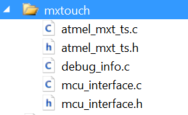 mxtouch
atmel_mxt_ts.c
atmel_mxt_ts.h
debug_info.c
mcu_interface.c
mcu_interface.h